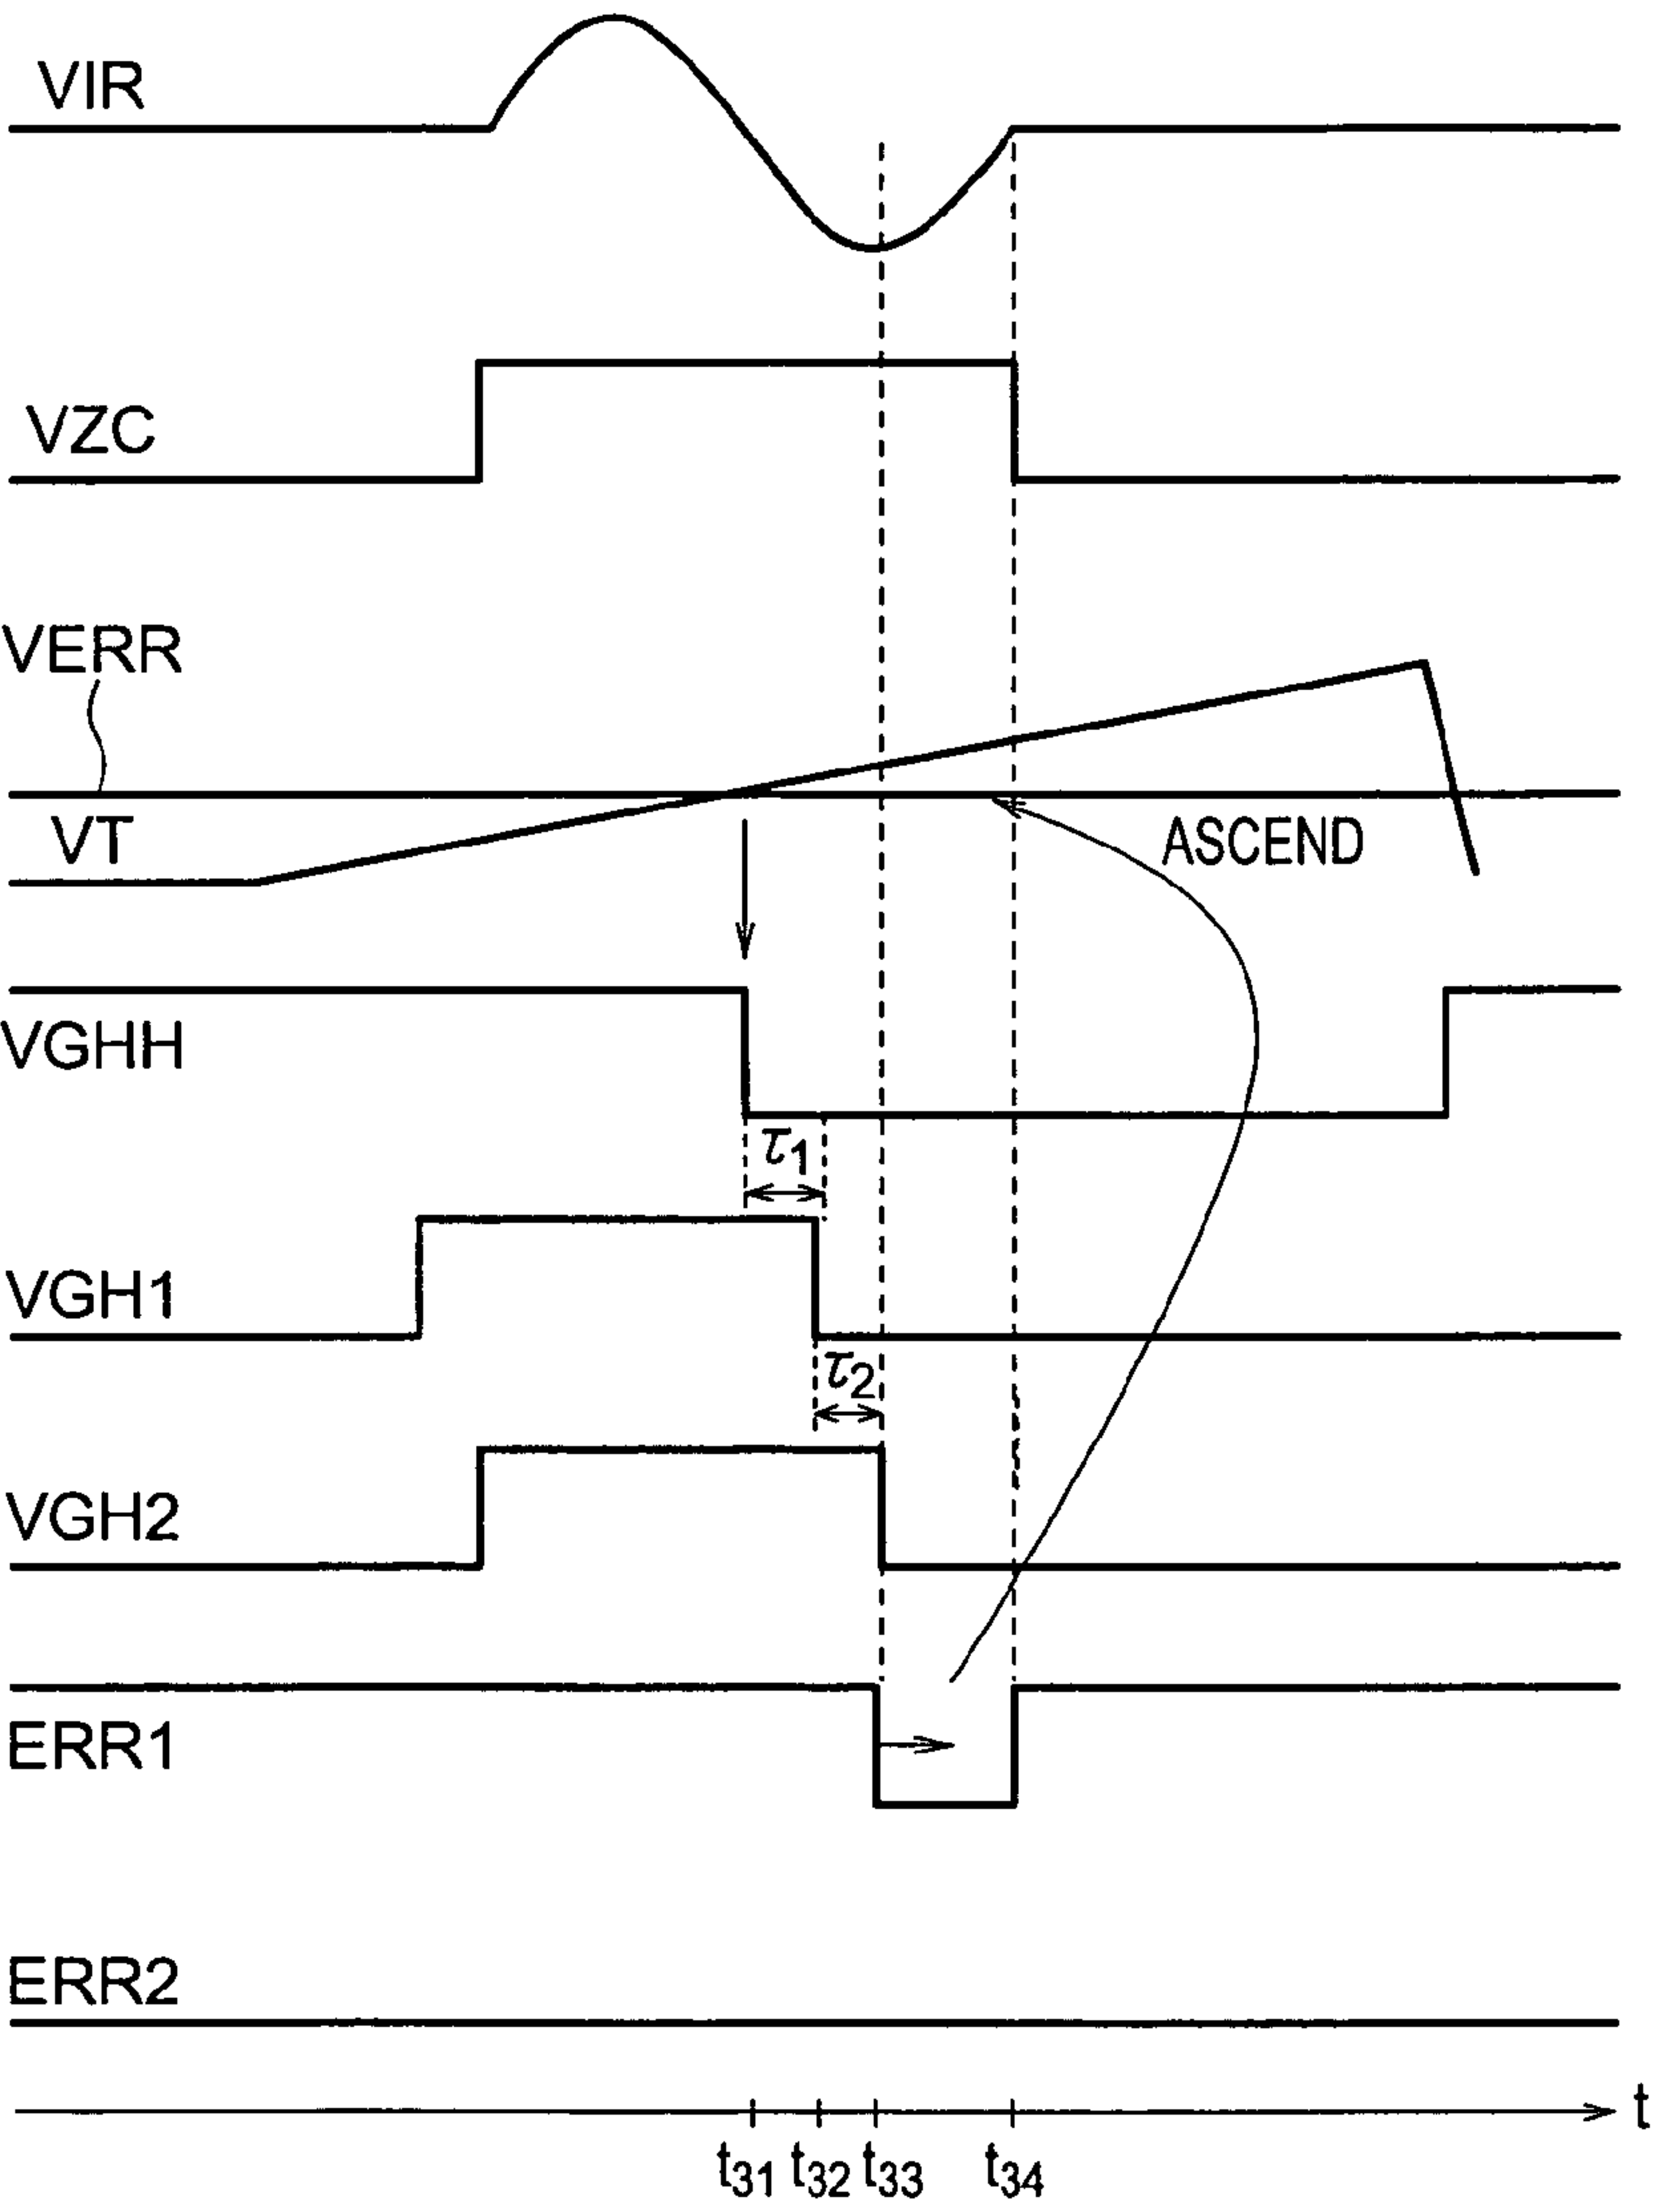 VIR
VZC
VERR
VT
ASCEND
VGHH
τ1
VGH1
τ2
VGH2
ERR1
ERR2
t
t31 t32 t33 t34